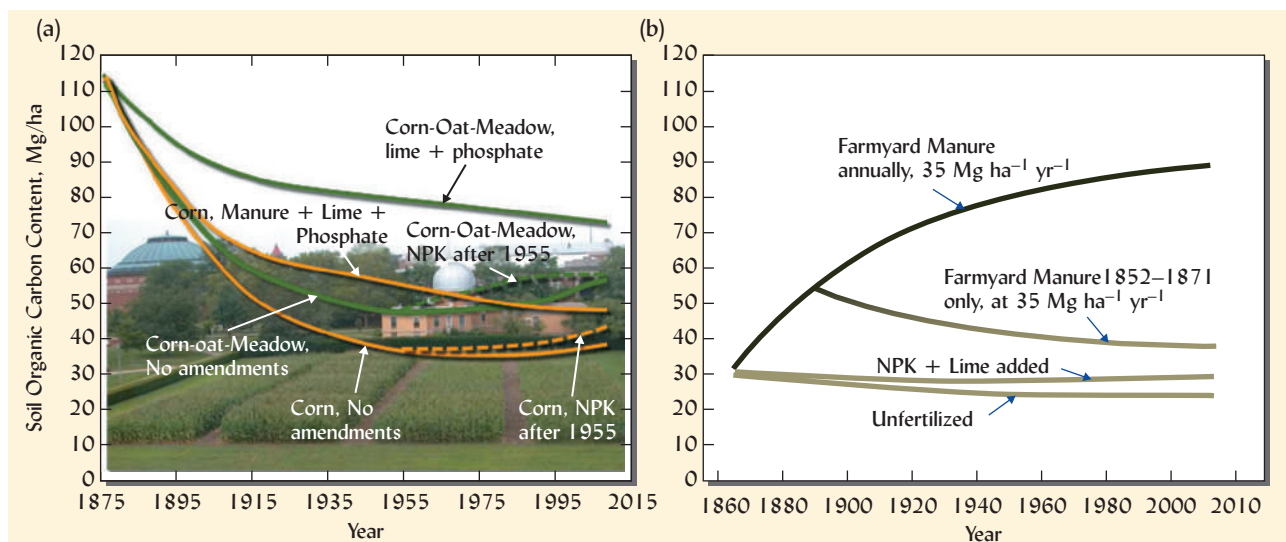 (a)
Soil Organic Carbon Content, Mg/ha
120
110
100
90
80
70
60
50
40
30
20
10
0
Corn-Oat-Meadow,
lime + phosphate
Corn, Manure + Lime +
Phosphate
Corn-Oat-Meadow,
NPK after 1955
Corn-oat-Meadow,
No amendments
Corn, No
amendments
Corn, NPK
after 1955
1875 1895 1915 1935 1955 1975 1995 2015
Year
(b)
120
110
100
90
80
70
60
50
40
30
20
10
0
Farmyard Manure
annually, 35 Mg ha⁻¹ yr⁻¹
Farmyard Manure1852–1871
only, at 35 Mg ha⁻¹ yr⁻¹
NPK + Lime added
Unfertilized
1860 1880 1900 1920 1940 1960 1980 2000 2010
Year